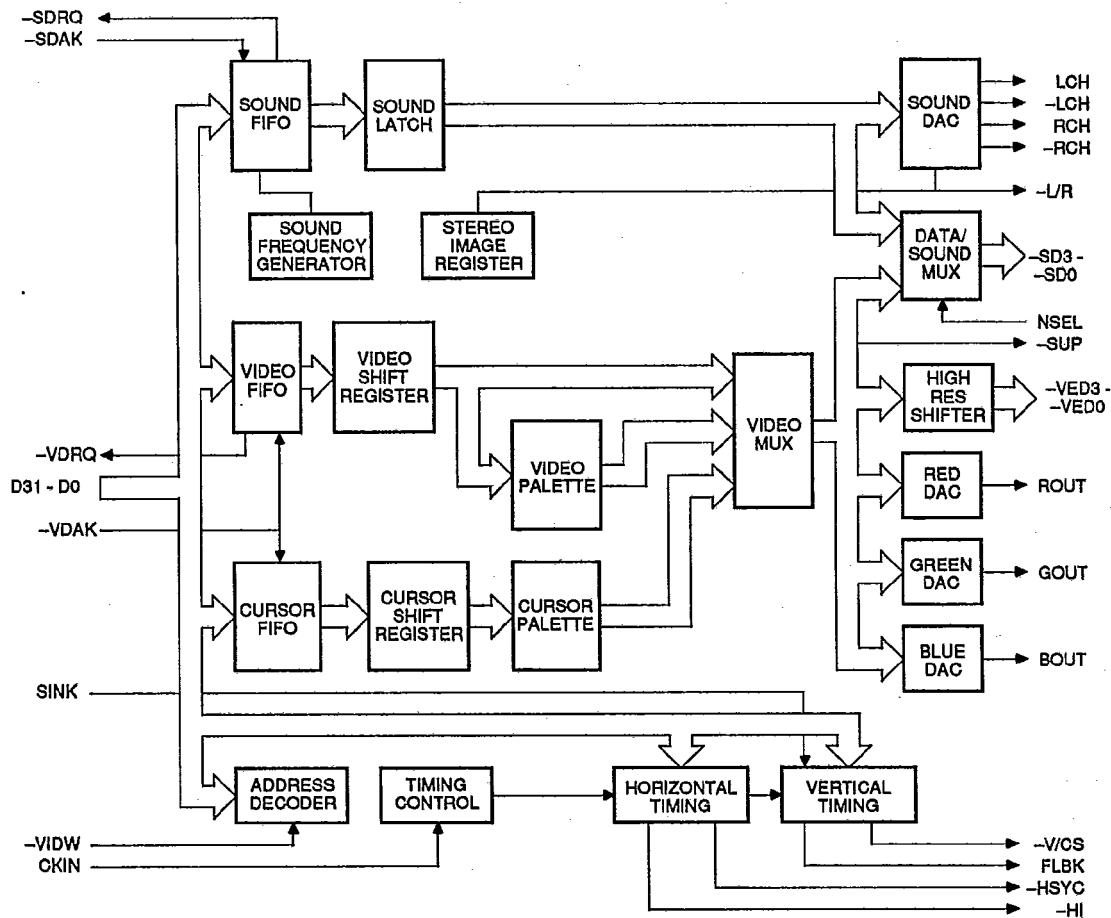 –SDRQ
–SDAK
SOUND
FIFO
SOUND
LATCH
SOUND
DAC
LCH
–LCH
RCH
–RCH
–L/R
SOUND
FREQUENCY
GENERATOR
STEREO
IMAGE
REGISTER
DATA/
SOUND
MUX
–SD3 -
–SD0
NSEL
–SUP
VIDEO
FIFO
VIDEO
SHIFT
REGISTER
VIDEO
MUX
HIGH
RES
SHIFTER
–VED3 -
–VED0
–VDRQ
D31 - D0
–VDAK
VIDEO
PALETTE
RED
DAC
ROUT
CURSOR
FIFO
CURSOR
SHIFT
REGISTER
CURSOR
PALETTE
GREEN
DAC
GOUT
BLUE
DAC
BOUT
SINK
ADDRESS
DECODER
TIMING
CONTROL
HORIZONTAL
TIMING
VERTICAL
TIMING
–VIDW
CKIN
–V/CS
FLBK
–HSYC
–HI